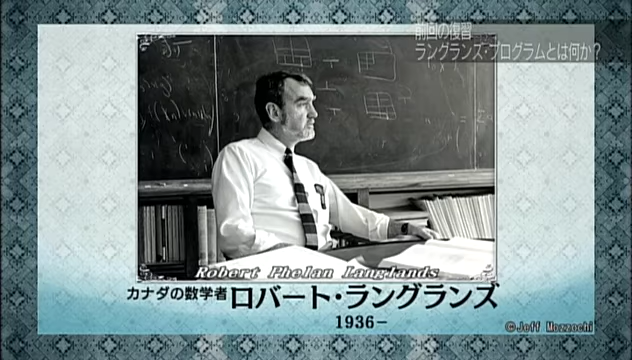 前回の復習
ラングランズ・プログラムとは何か？
Robert Phelan Langlands
カナダの数学者 ロバート・ラングランズ
1936−
©Jeff Mozzochi